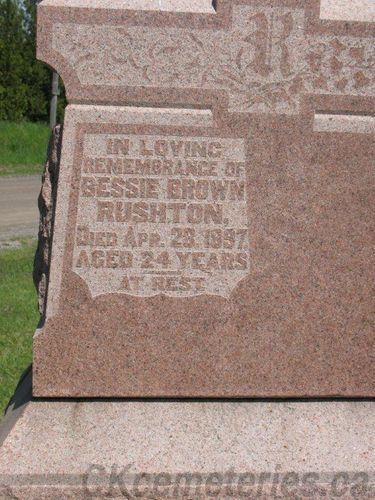 R
IN LOVING
REMEMBRANCE OF
BESSIE BROWN
RUSHTON,
DIED APR. 23. 1897
AGED 24 YEARS
AT REST
CKcemeteries.ca